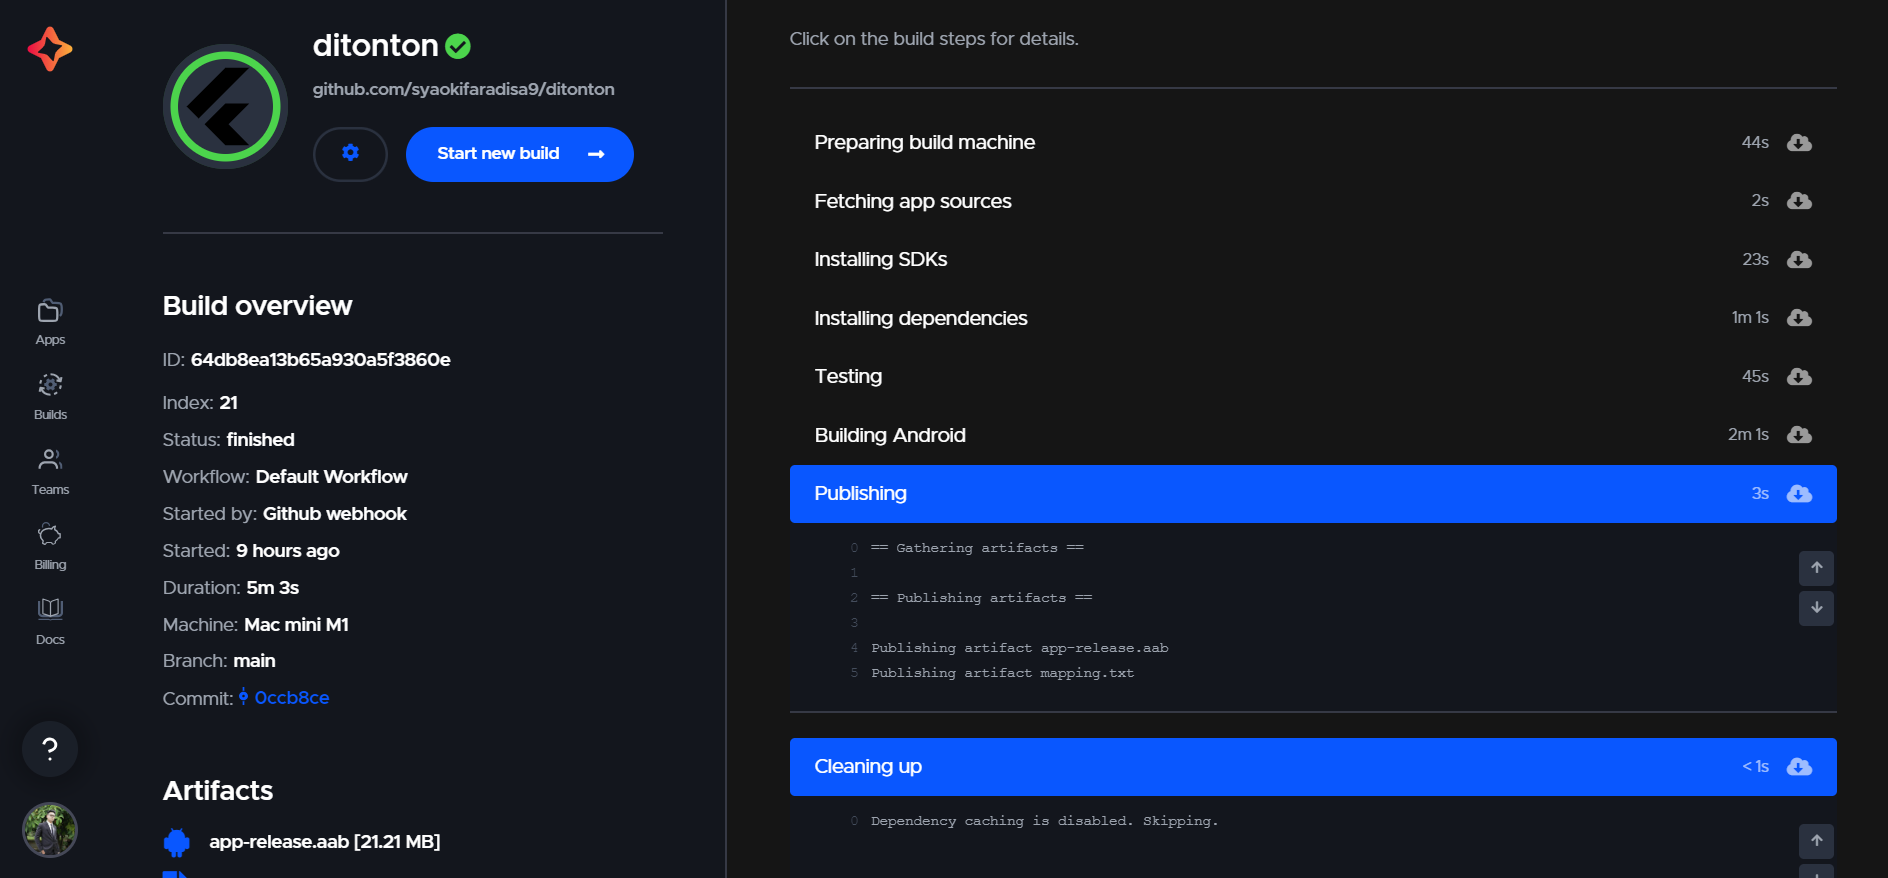 ditonton
github.com/syaokifaradisa9/ditonton
Start new build
Apps
Builds
Teams
Billing
Docs
?
Build overview
ID: 64db8ea13b65a930a5f3860e
Index: 21
Status: finished
Workflow: Default Workflow
Started by: Github webhook
Started: 9 hours ago
Duration: 5m 3s
Machine: Mac mini M1
Branch: main
Commit: 0ccb8ce
Artifacts
app-release.aab [21.21 MB]
Click on the build steps for details.
Preparing build machine 44s
Fetching app sources 2s
Installing SDKs 23s
Installing dependencies 1m 1s
Testing 45s
Building Android 2m 1s
Publishing 3s
0 == Gathering artifacts ==
1
2 == Publishing artifacts ==
3
4 Publishing artifact app-release.aab
5 Publishing artifact mapping.txt
Cleaning up < 1s
0 Dependency caching is disabled. Skipping.